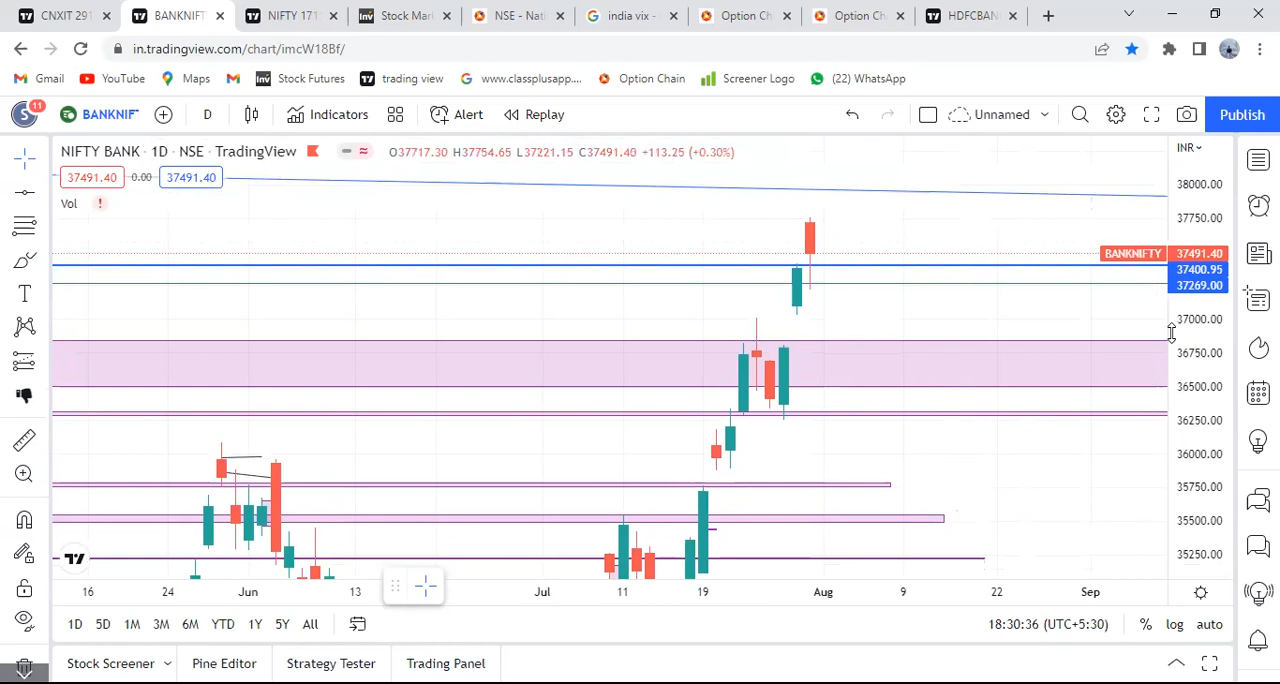 CNXIT 291
BANKNIFT
NIFTY 171
Stock Mar
NSE - Nati
india vix -
Option Ch
Option Ch
HDFCBAN
in.tradingview.com/chart/imcW18Bf/
Gmail
YouTube
Maps
Stock Futures
trading view
www.classplusapp....
Option Chain
Screener Logo
(22) WhatsApp
S 11
BANKNIF
D
Indicators
Alert
Replay
Unnamed
Publish
NIFTY BANK · 1D · NSE · TradingView
O37717.30 H37754.65 L37221.15 C37491.40 +113.25 (+0.30%)
INR
37491.40 0.00 37491.40
Vol
38000.00
37750.00
BANKNIFTY 37491.40
37400.95
37269.00
37000.00
36750.00
36500.00
36250.00
36000.00
35750.00
35500.00
35250.00
16 24 Jun 13 Jul 11 19 Aug 9 22 Sep
1D 5D 1M 3M 6M YTD 1Y 5Y All
18:30:36 (UTC+5:30) % log auto
Stock Screener
Pine Editor
Strategy Tester
Trading Panel